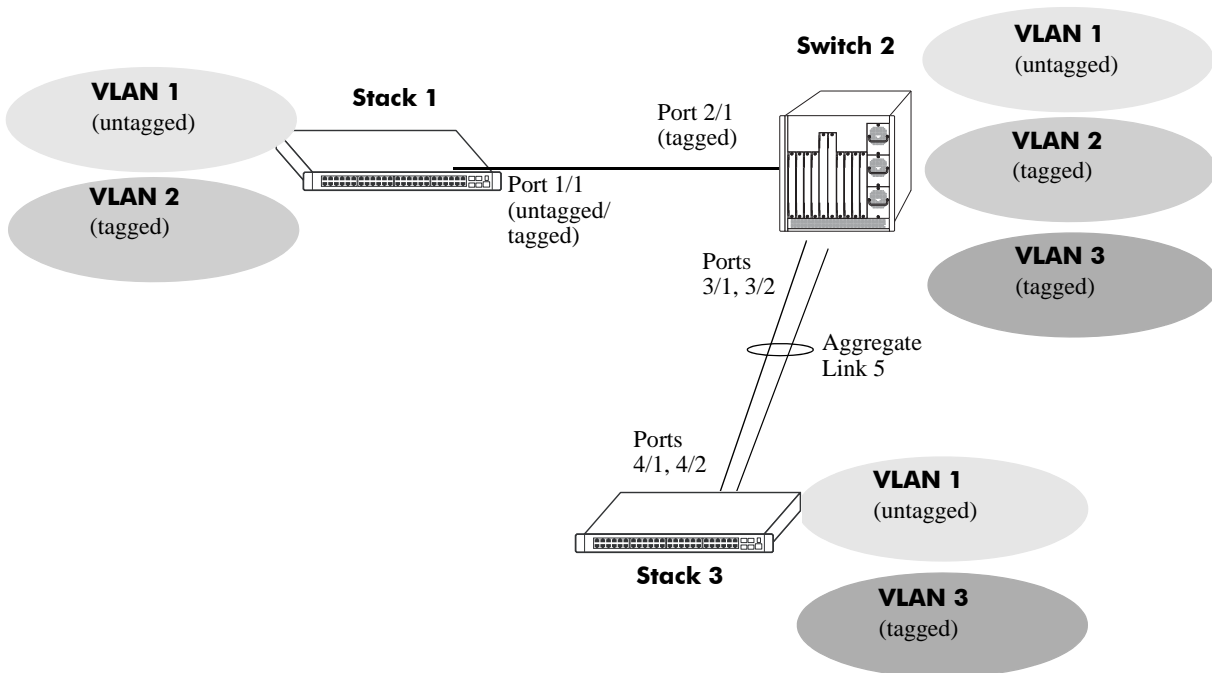 Switch 2
VLAN 1
(untagged)
VLAN 1
(untagged)
Stack 1
Port 2/1
(tagged)
VLAN 2
(tagged)
VLAN 2
(tagged)
Port 1/1
(untagged/
tagged)
VLAN 3
(tagged)
Ports
3/1, 3/2
Aggregate
Link 5
Ports
4/1, 4/2
VLAN 1
(untagged)
Stack 3
VLAN 3
(tagged)